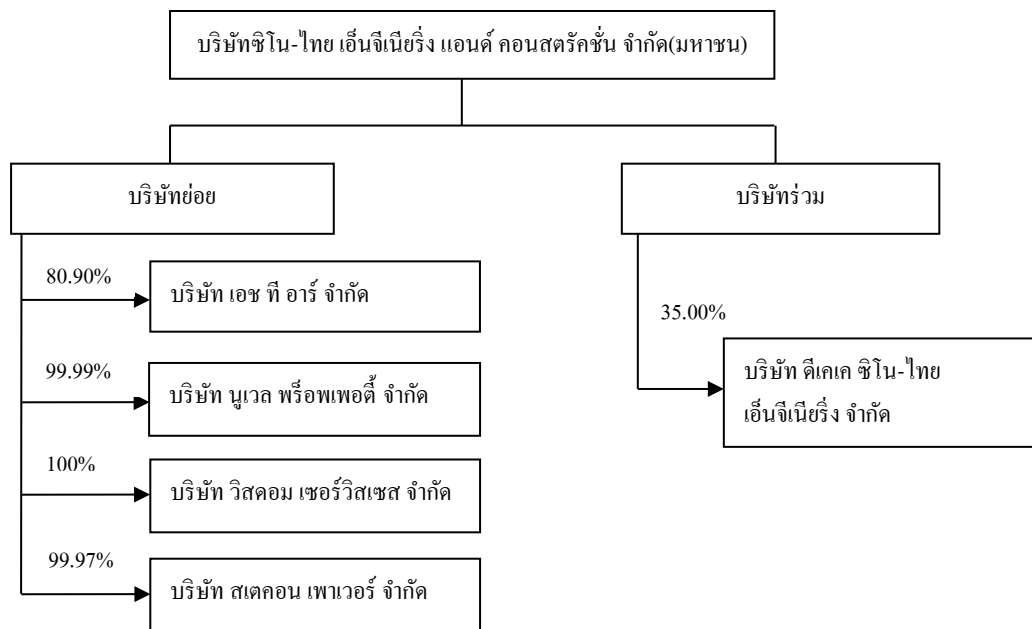 บริษัทซิโน-ไทย เอ็นจีเนียริ่ง แอนด์ คอนสตรัคชั่น จำกัด(มหาชน)
บริษัทย่อย
บริษัทร่วม
80.90%
บริษัท เอช ที อาร์ จำกัด
35.00%
99.99%
บริษัท นูเวล พร็อพเพอตี้ จำกัด
บริษัท ดีเคเค ซิโน-ไทย
เอ็นจีเนียริ่ง จำกัด
100%
บริษัท วิสดอม เซอร์วิสเซส จำกัด
99.97%
บริษัท สเตคอน เพาเวอร์ จำกัด